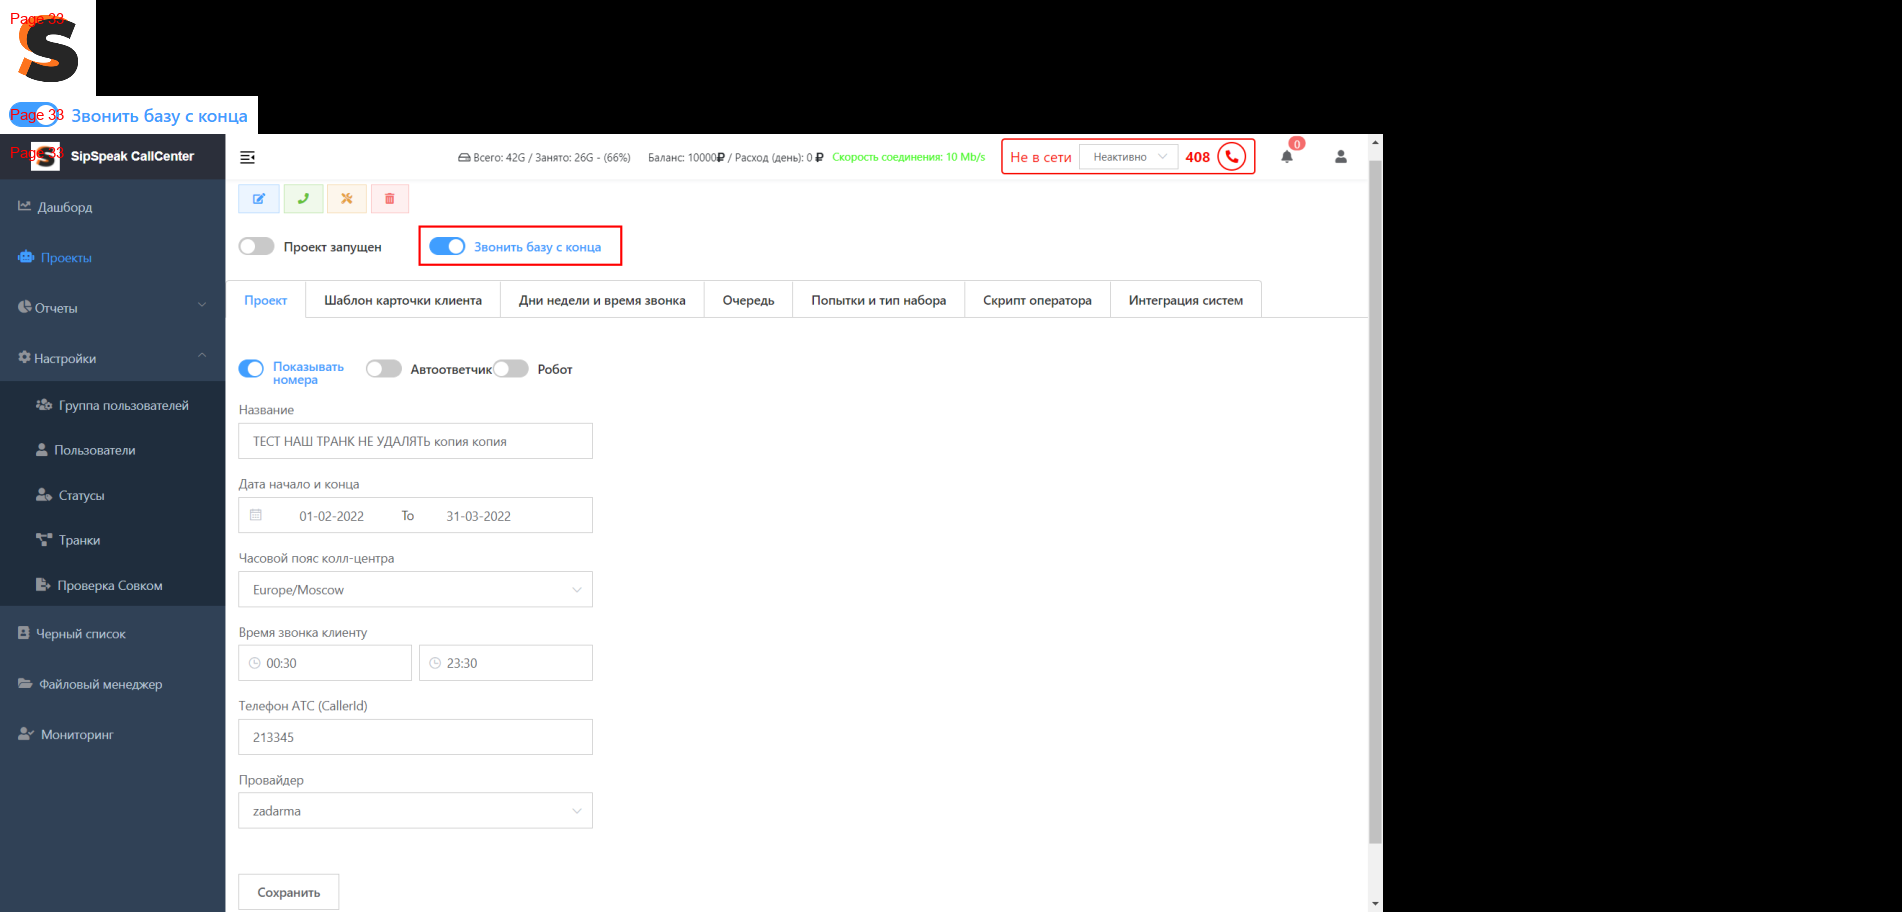 Page 33
Page 33
Звонить базу с конца
Page 33
SipSpeak CallCenter
Всего: 42G / Занято: 26G - (66%)
Баланс: 10000₽ / Расход (день): 0 ₽
Скорость соединения: 10 Mb/s
Не в сети
Неактивно
408
0
Дашборд
Проекты
Отчеты
Настройки
Группа пользователей
Пользователи
Статусы
Транки
Проверка Совком
Черный список
Файловый менеджер
Мониторинг
Проект запущен
Звонить базу с конца
Проект
Шаблон карточки клиента
Дни недели и время звонка
Очередь
Попытки и тип набора
Скрипт оператора
Интеграция систем
Показывать
номера
Автоответчик
Робот
Название
ТЕСТ НАШ ТРАНК НЕ УДАЛЯТЬ копия копия
Дата начало и конца
01-02-2022 To 31-03-2022
Часовой пояс колл-центра
Europe/Moscow
Время звонка клиенту
00:30
23:30
Телефон АТС (CallerId)
213345
Провайдер
zadarma
Сохранить